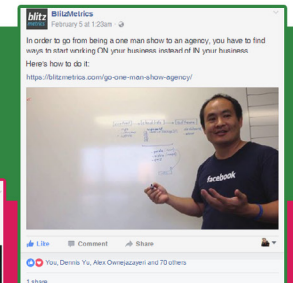 blitz
metrics
BlitzMetrics
February 5 at 1:23am ·
In order to go from being a one man show to an agency, you have to find
ways to start working ON your business instead of IN your business.
Here's how to do it:
https://blitzmetrics.com/go-one-man-show-agency/
facebook
Like Comment Share
You, Dennis Yu, Alex Ownejazayeri and 70 others
1 share